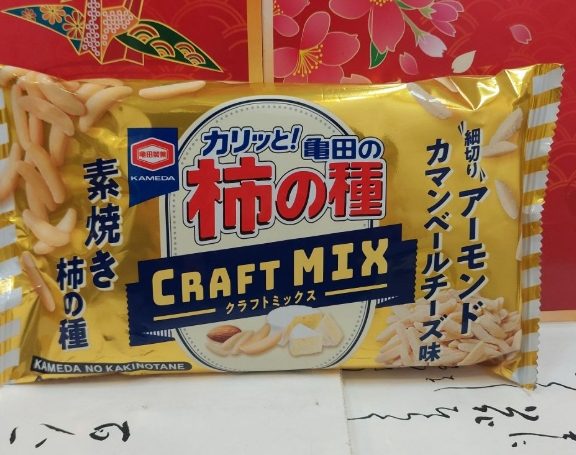 カリッと!
亀田の
柿の種
CRAFT MIX
クラフトミックス
亀田製菓
KAMEDA
素焼き
柿の種
細切りアーモンド
カマンベールチーズ味
KAMEDA NO KAKINOTANE